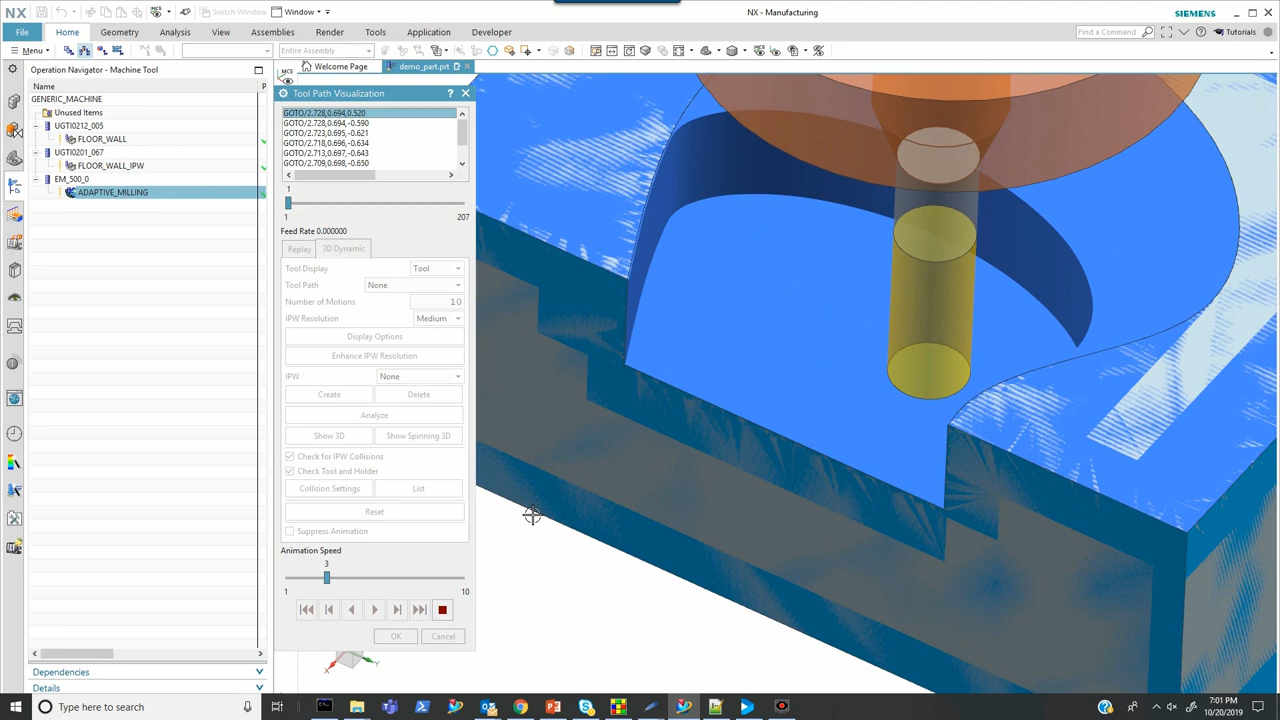 NX
Switch Window
Window
NX - Manufacturing
SIEMENS
File
Home
Geometry
Analysis
View
Assemblies
Render
Tools
Application
Developer
Find a Command
Tutorials
Menu
Entire Assembly
Operation Navigator - Machine Tool
MCS
Welcome Page
demo_part.prt
Name
P
GENERIC_MACHINE
Unused Items
UGTI0212_005
FLOOR_WALL
UGTI0201_067
FLOOR_WALL_IPW
EM_500_0
ADAPTIVE_MILLING
Tool Path Visualization
GOTO/2.728,0.694,0.520
GOTO/2.728,0.694,-0.590
GOTO/2.723,0.695,-0.621
GOTO/2.718,0.696,-0.634
GOTO/2.713,0.697,-0.643
GOTO/2.709,0.698,-0.650
1
1
207
Feed Rate 0.000000
Replay
3D Dynamic
Tool Display
Tool
Tool Path
None
Number of Motions
10
IPW Resolution
Medium
Display Options
Enhance IPW Resolution
IPW
None
Create
Delete
Analyze
Show 3D
Show Spinning 3D
Check for IPW Collisions
Check Tool and Holder
Collision Settings
List
Reset
Suppress Animation
Animation Speed
3
1
10
OK
Cancel
X
Y
Dependencies
Details
Type here to search
7:01 PM
10/20/2019